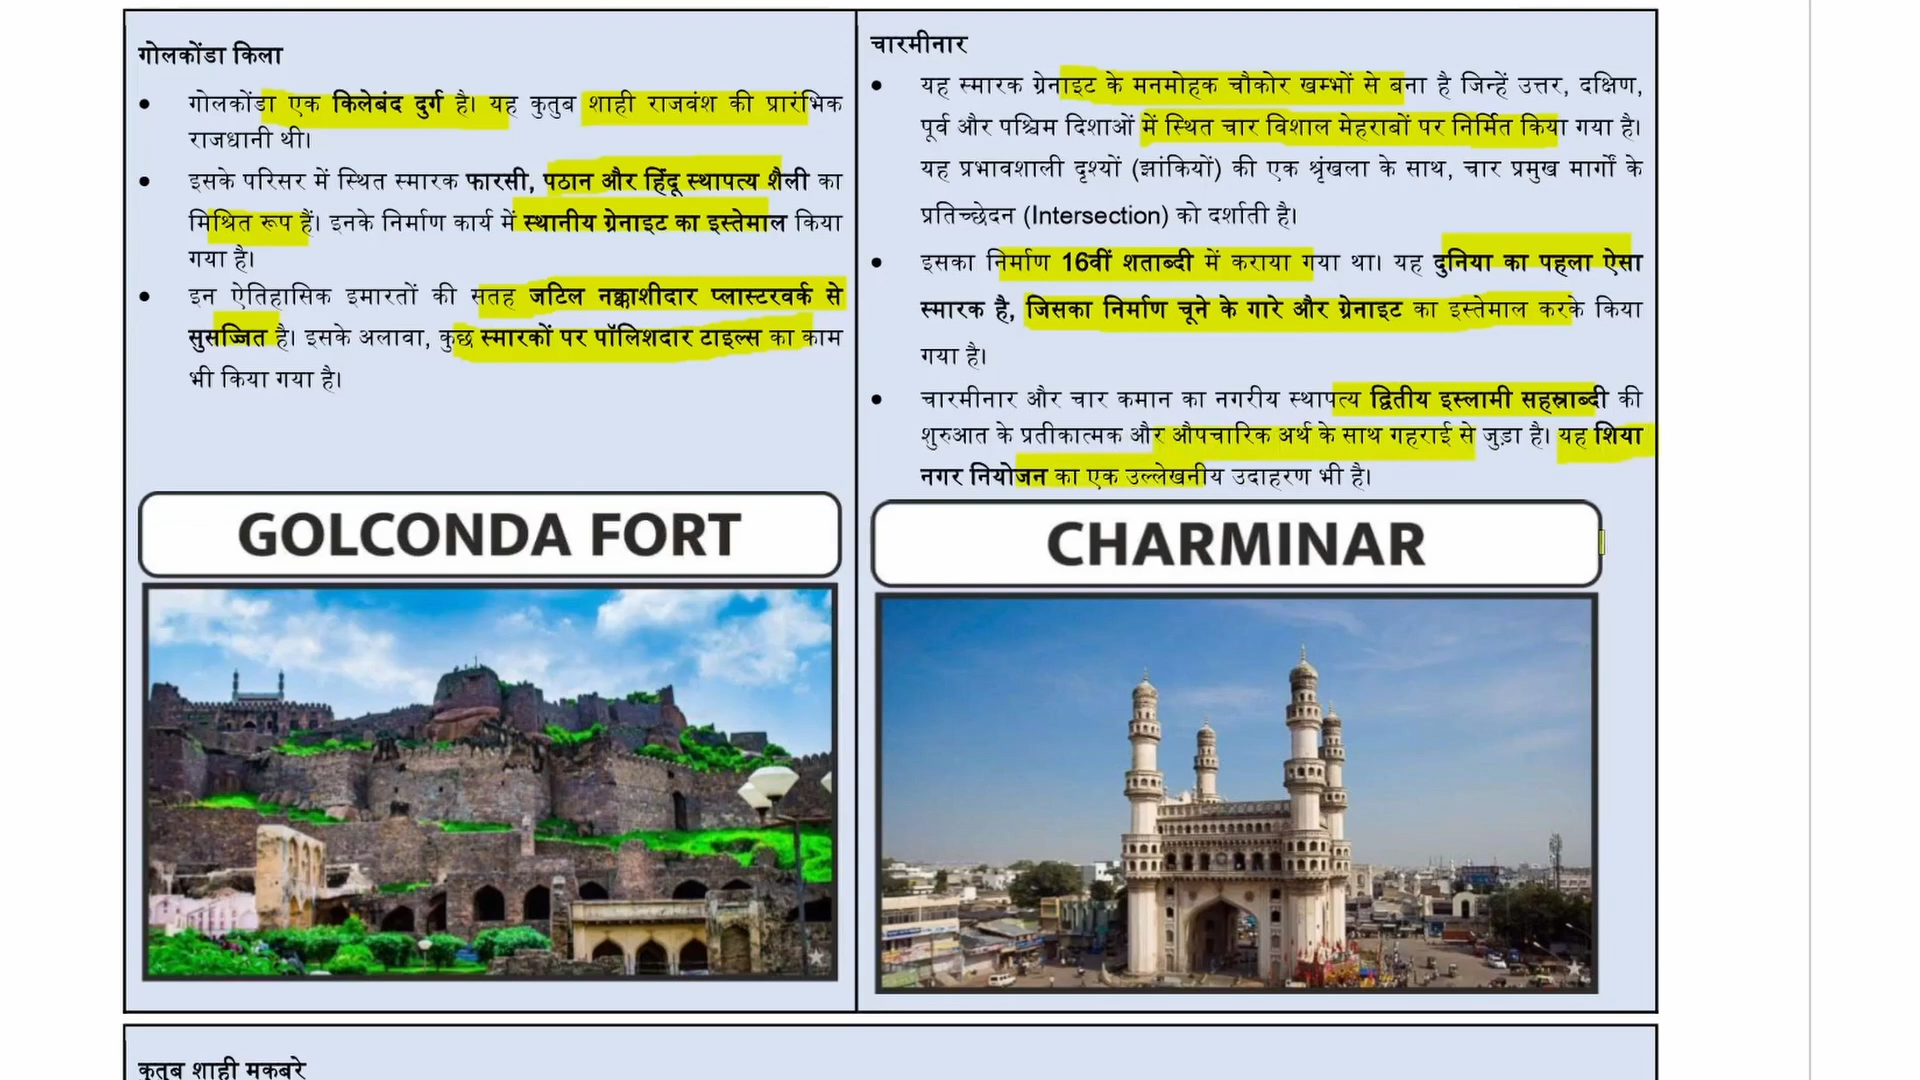 गोलकोंडा किला
• गोलकोंडा एक किलेबंद दुर्ग है। यह कुतुब शाही राजवंश की प्रारंभिक
राजधानी थी।
• इसके परिसर में स्थित स्मारक फारसी, पठान और हिंदू स्थापत्य शैली का
मिश्रित रूप हैं। इनके निर्माण कार्य में स्थानीय ग्रेनाइट का इस्तेमाल किया
गया है।
• इन ऐतिहासिक इमारतों की सतह जटिल नक्काशीदार प्लास्टरवर्क से
सुसज्जित है। इसके अलावा, कुछ स्मारकों पर पॉलिशदार टाइल्स का काम
भी किया गया है।
GOLCONDA FORT
चारमीनार
• यह स्मारक ग्रेनाइट के मनमोहक चौकोर खम्भों से बना है जिन्हें उत्तर, दक्षिण,
पूर्व और पश्चिम दिशाओं में स्थित चार विशाल मेहराबों पर निर्मित किया गया है।
यह प्रभावशाली दृश्यों (झांकियों) की एक श्रृंखला के साथ, चार प्रमुख मार्गों के
प्रतिच्छेदन (Intersection) को दर्शाती है।
• इसका निर्माण 16वीं शताब्दी में कराया गया था। यह दुनिया का पहला ऐसा
स्मारक है, जिसका निर्माण चूने के गारे और ग्रेनाइट का इस्तेमाल करके किया
गया है।
• चारमीनार और चार कमान का नगरीय स्थापत्य द्वितीय इस्लामी सहस्राब्दी की
शुरुआत के प्रतीकात्मक और औपचारिक अर्थ के साथ गहराई से जुड़ा है। यह शिया
नगर नियोजन का एक उल्लेखनीय उदाहरण भी है।
CHARMINAR
कुतुब शाही मकबरे